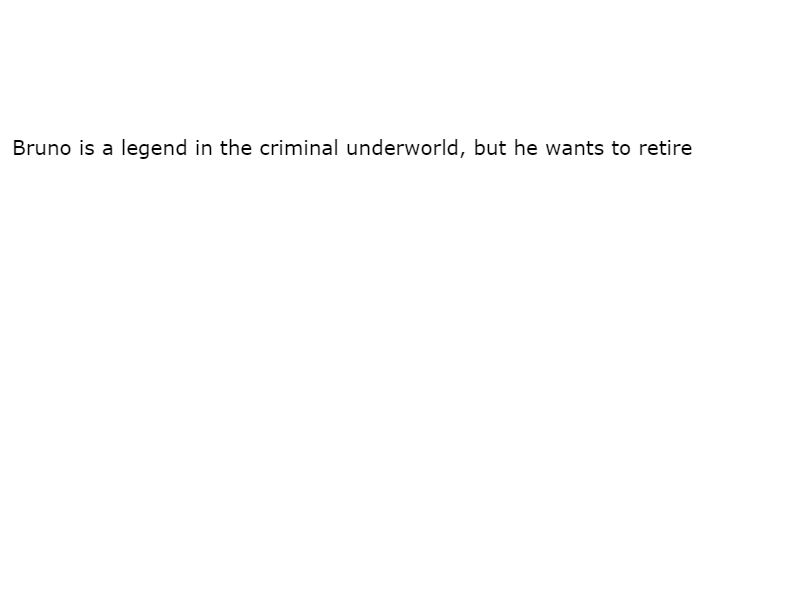 Bruno is a legend in the criminal underworld, but he wants to retire